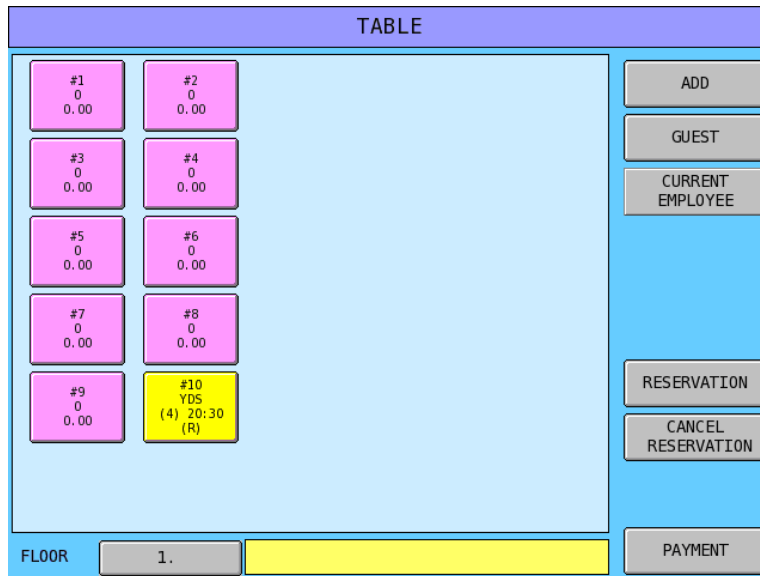 TABLE
#1
0
0.00
#2
0
0.00
#3
0
0.00
#4
0
0.00
#5
0
0.00
#6
0
0.00
#7
0
0.00
#8
0
0.00
#9
0
0.00
#10
YDS
(4) 20:30
(R)
ADD
GUEST
CURRENT
EMPLOYEE
RESERVATION
CANCEL
RESERVATION
PAYMENT
FLOOR
1.